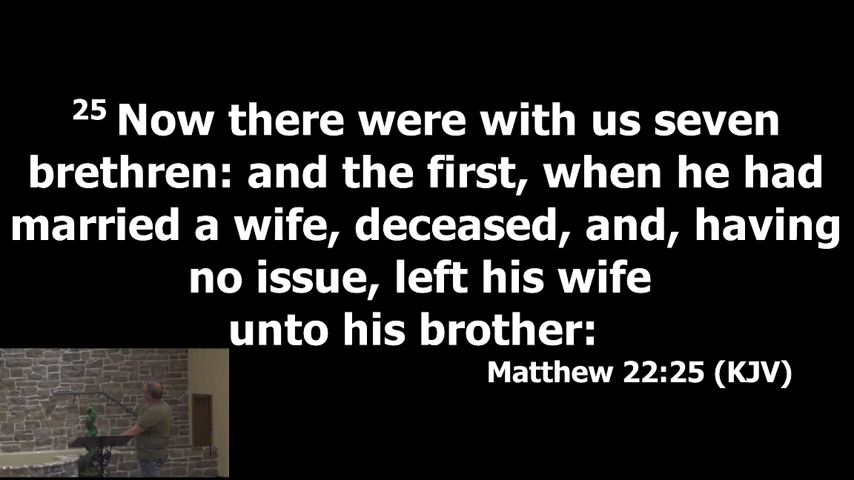 25 Now there were with us seven
brethren: and the first, when he had
married a wife, deceased, and, having
no issue, left his wife
unto his brother:
Matthew 22:25 (KJV)